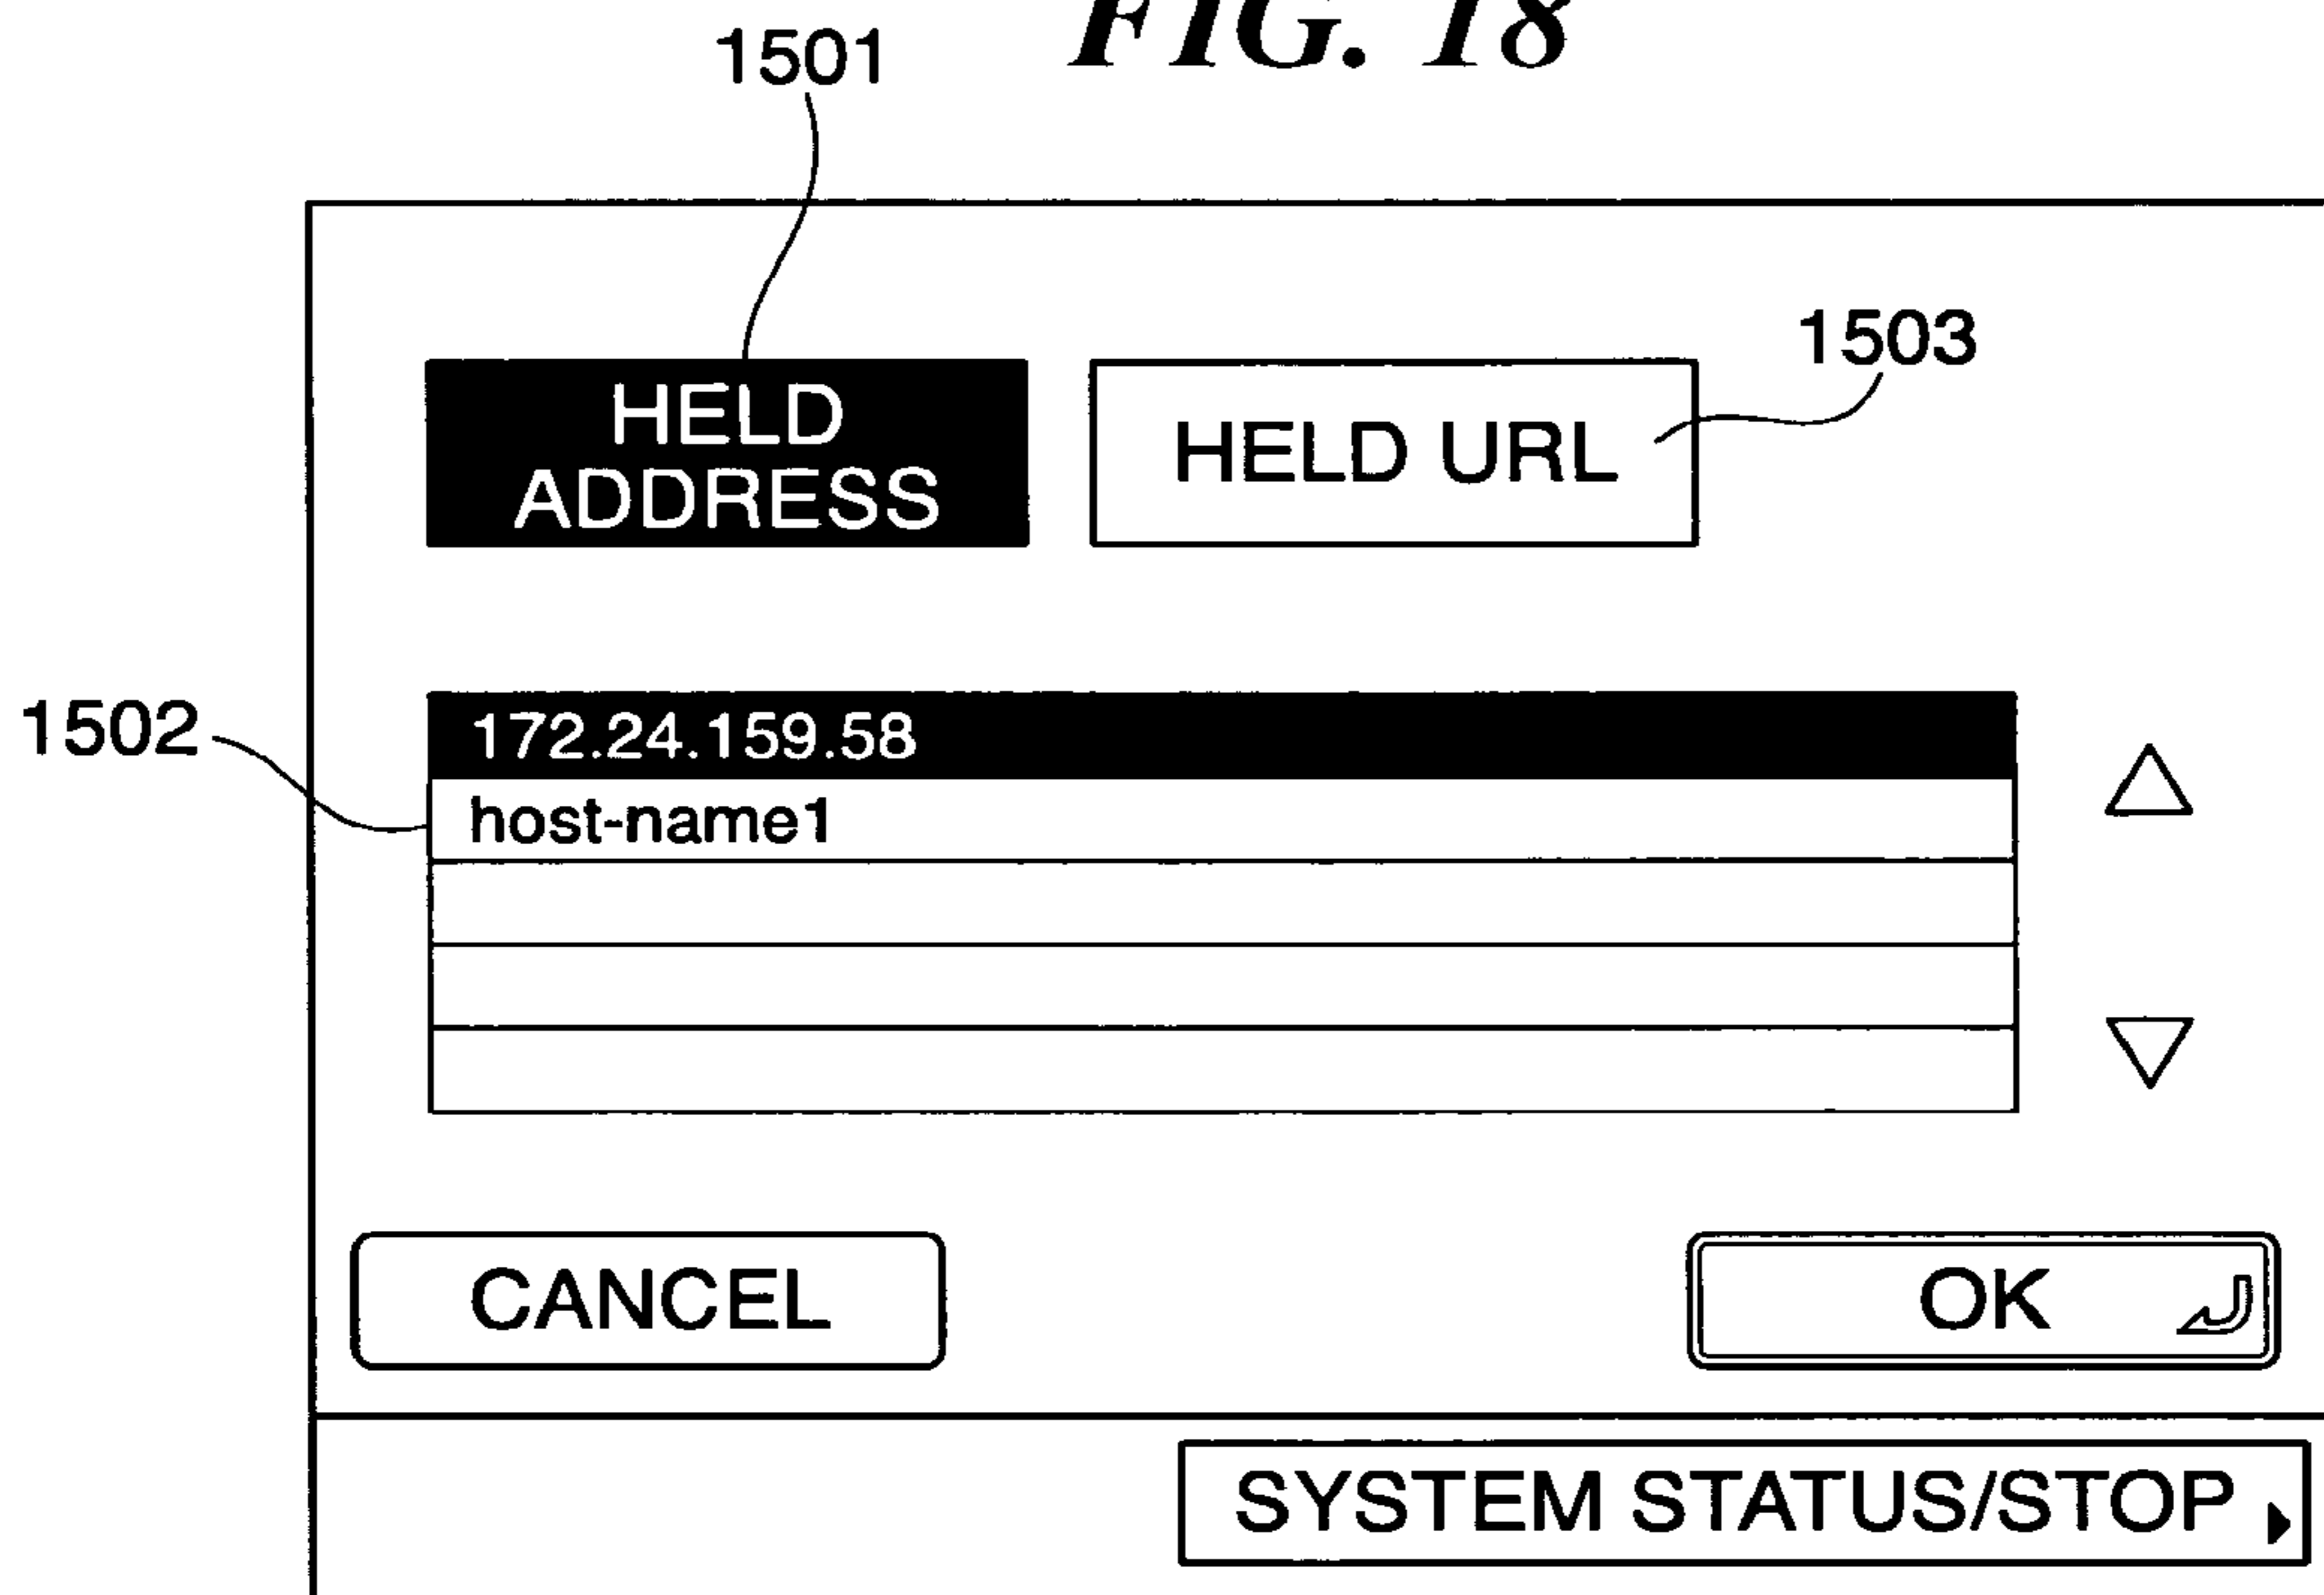 FIG. 18
1501
1503
HELD
ADDRESS
HELD URL
1502
172.24.159.58
host-name1
CANCEL
OK
SYSTEM STATUS/STOP